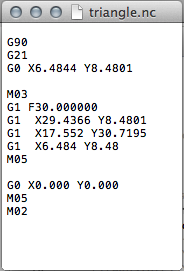 triangle.nc
G90
G21
G0 X6.4844 Y8.4801
M03
G1 F30.000000
G1  X29.4366 Y8.4801
G1  X17.552 Y30.7195
G1  X6.484 Y8.48
M05
G0 X0.000 Y0.000
M05
M02